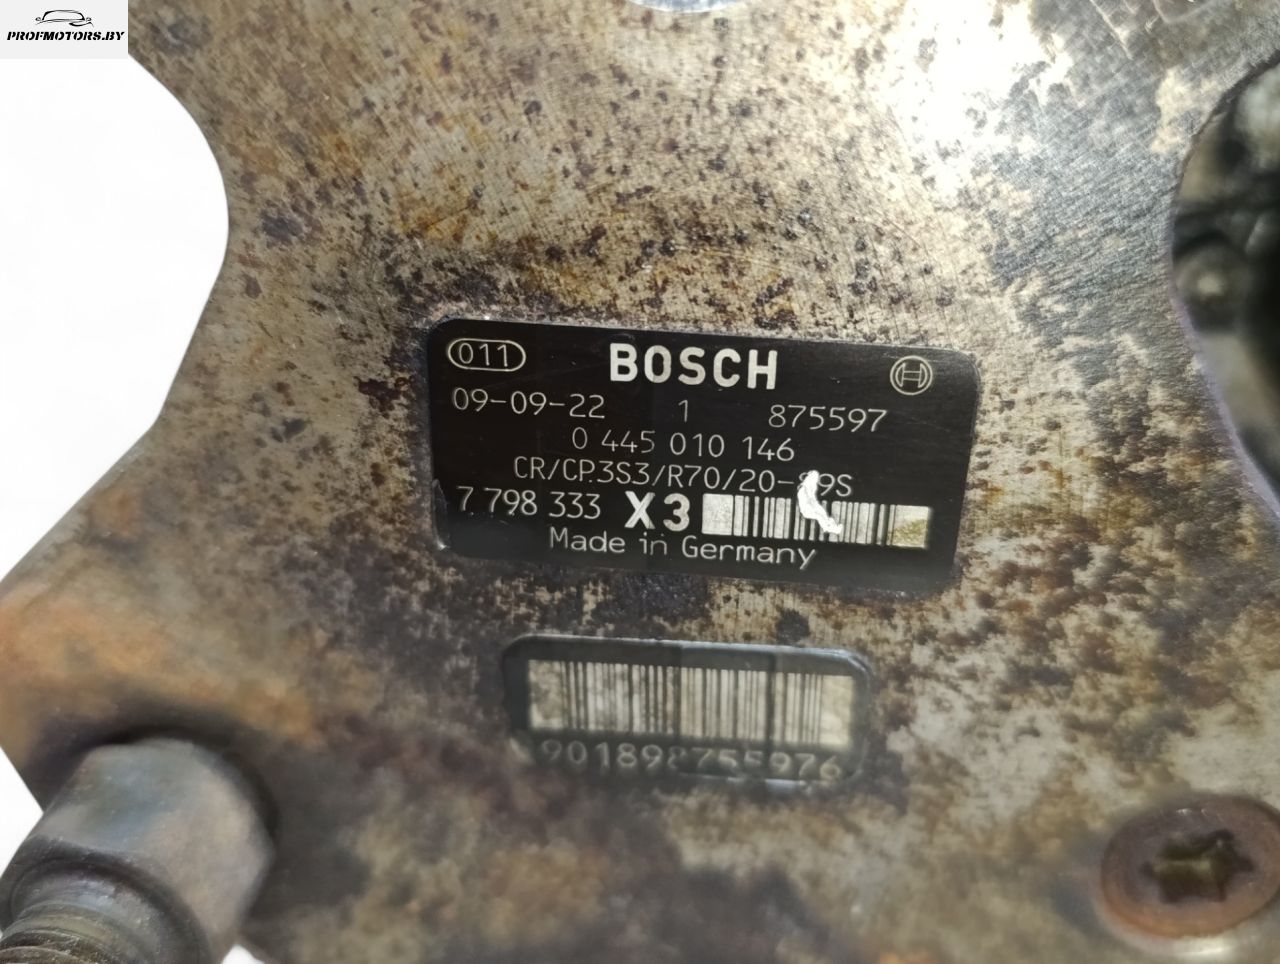 PROFMOTORS.BY
011 BOSCH
09-09-22 1 875597
0 445 010 146
7 798 333 X3
Made in Germany